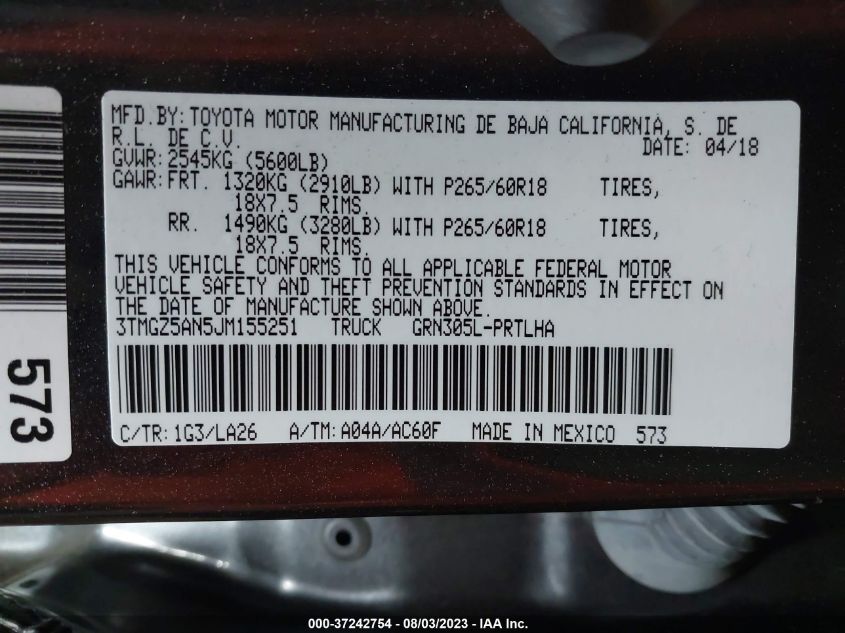 MFD.BY: TOYOTA MOTOR MANUFACTURING DE BAJA CALIFORNIA, S. DE
R.L. DE C.V. DATE: 04/18
GVWR: 2545KG (5600LB)
GAWR: FRT. 1320KG (2910LB) WITH P265/60R18 TIRES,
18X7.5 RIMS.
RR. 1490KG (3280LB) WITH P265/60R18 TIRES,
18X7.5 RIMS.
THIS VEHICLE CONFORMS TO ALL APPLICABLE FEDERAL MOTOR
VEHICLE SAFETY AND THEFT PREVENTION STANDARDS IN EFFECT ON
THE DATE OF MANUFACTURE SHOWN ABOVE.
3TMGZ5AN5JM155251 TRUCK GRN305L-PRTLHA
C/TR: 1G3/LA26 A/TM: A04A/AC60F MADE IN MEXICO 573
573
000-37242754 - 08/03/2023 - IAA Inc.